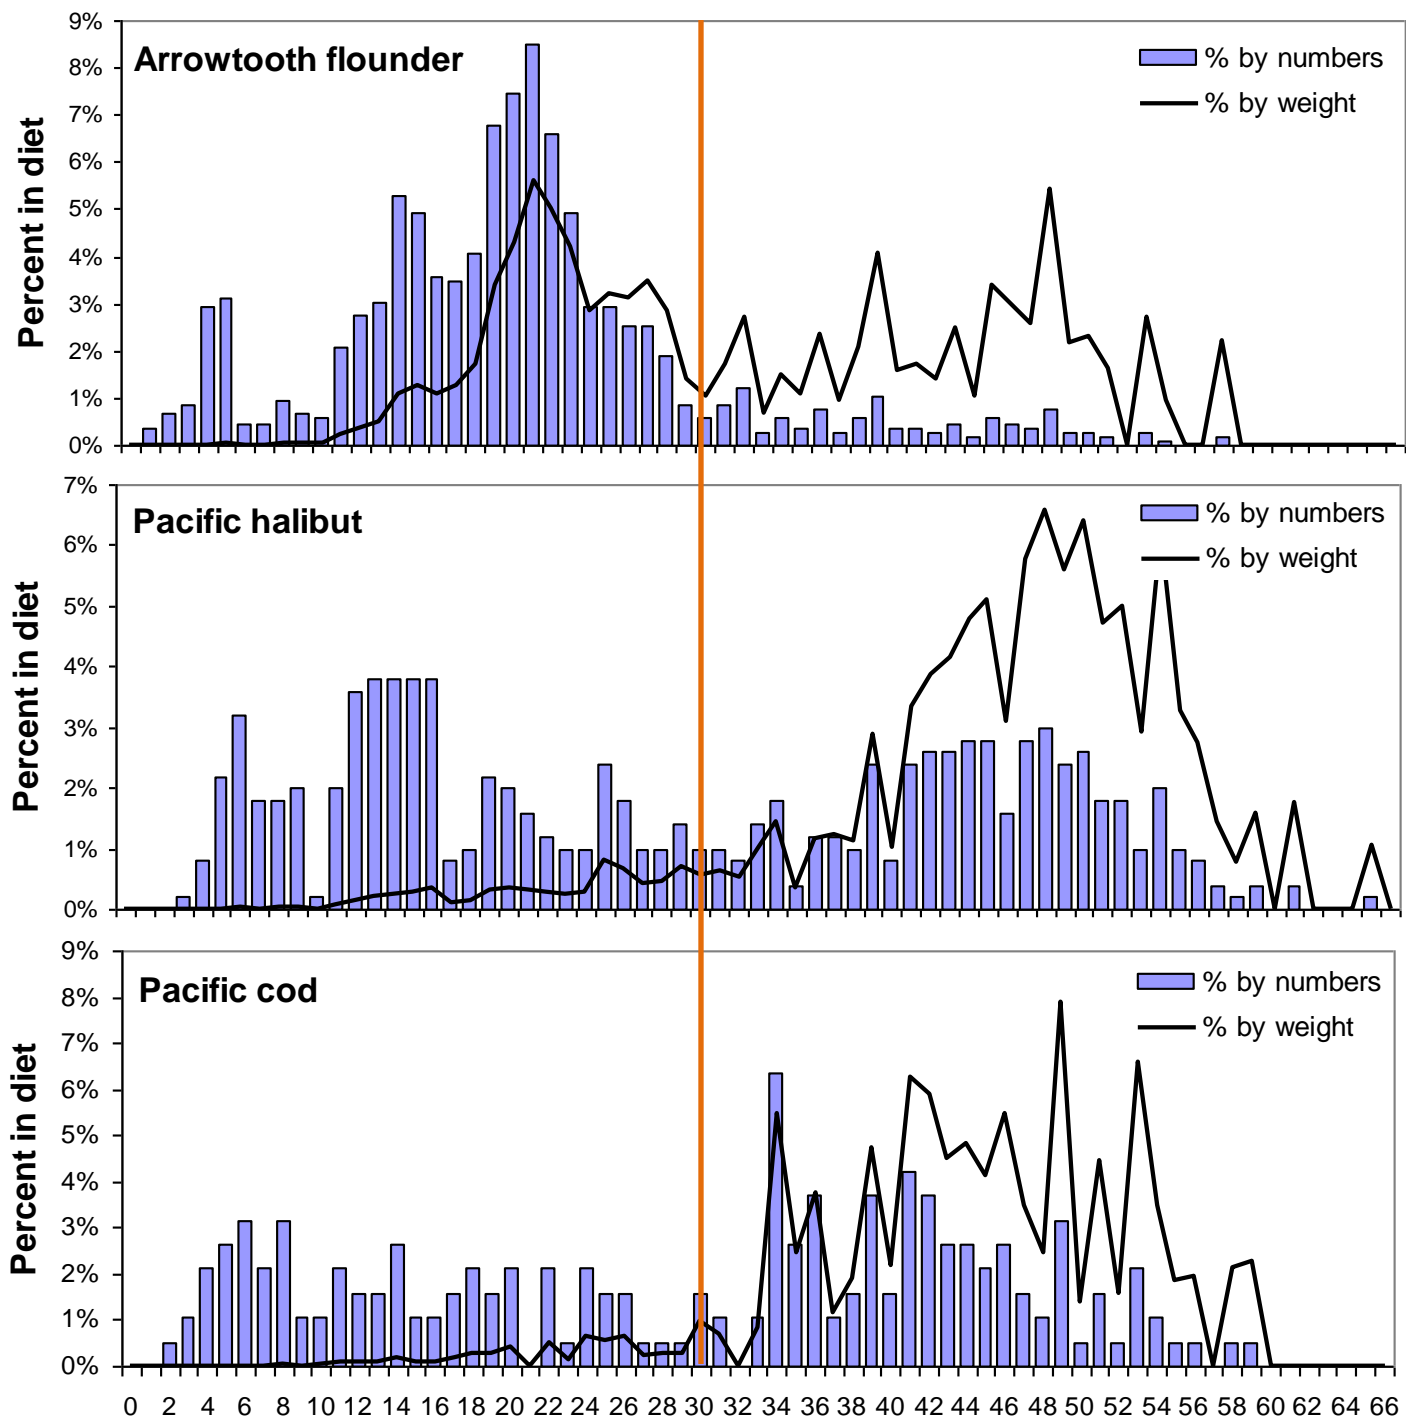 9%
Arrowtooth flounder
% by numbers
8%
% by weight
7%
6%
5%
4%
3%
2%
1%
0%
Percent in diet
7%
Pacific halibut
% by numbers
6%
% by weight
5%
4%
3%
2%
1%
0%
Percent in diet
9%
Pacific cod
% by numbers
8%
% by weight
7%
6%
5%
4%
3%
2%
1%
0%
Percent in diet
0 2 4 6 8 10 12 14 16 18 20 22 24 26 28 30 32 34 36 38 40 42 44 46 48 50 52 54 56 58 60 62 64 66